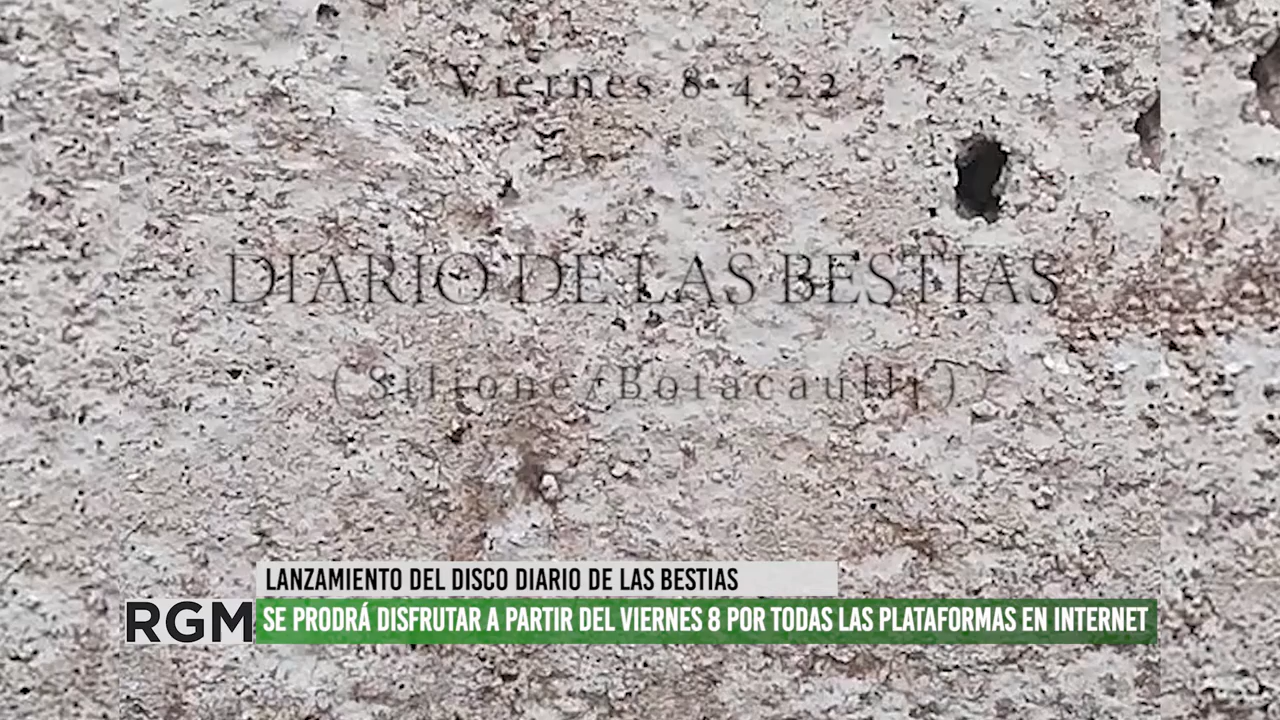 Viernes 8·4·22
DIARIO DE LAS BESTIAS
LANZAMIENTO DEL DISCO DIARIO DE LAS BESTIAS
RGM
SE PRODRÁ DISFRUTAR A PARTIR DEL VIERNES 8 POR TODAS LAS PLATAFORMAS EN INTERNET